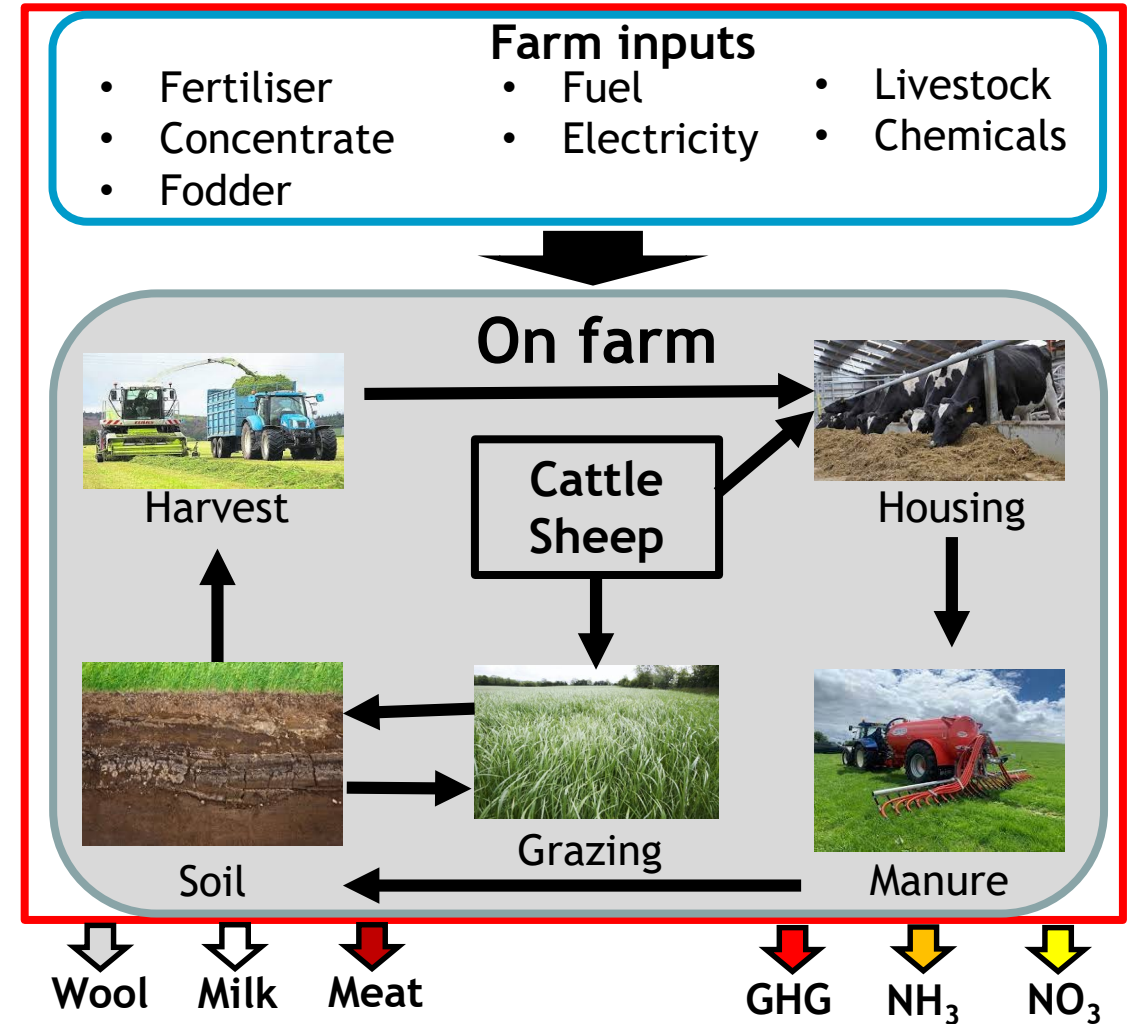 Farm inputs
• Fertiliser
• Concentrate
• Fodder
• Fuel
• Electricity
• Livestock
• Chemicals
On farm
Harvest
Cattle
Sheep
Housing
Soil
Grazing
Manure
Wool
Milk
Meat
GHG
NH₃
NO₃